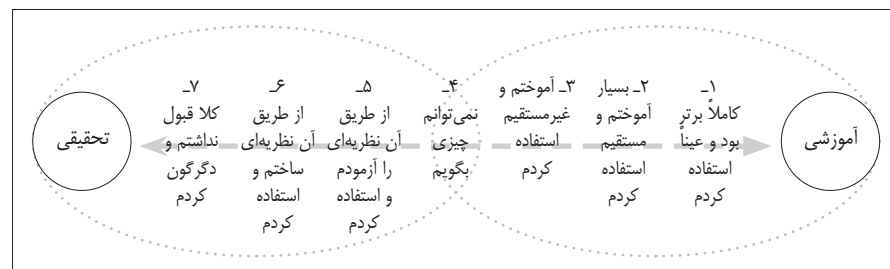 آموزشی
۱ـ
کاملاً برتر
بود و عیناً
استفاده
کردم
۲ـ بسیار
آموختم و
مستقیم
استفاده
کردم
۳ـ آموختم و
غیرمستقیم
استفاده
کردم
۴ـ
نمی‌توانم
چیزی
بگویم
۵ـ
از طریق
آن نظریه‌ای
را آزمودم
و استفاده
کردم
۶ـ
از طریق
آن نظریه‌ای
ساختم و
استفاده
کردم
۷ـ
کلا قبول
نداشتم و
دگرگون
کردم
تحقیقی